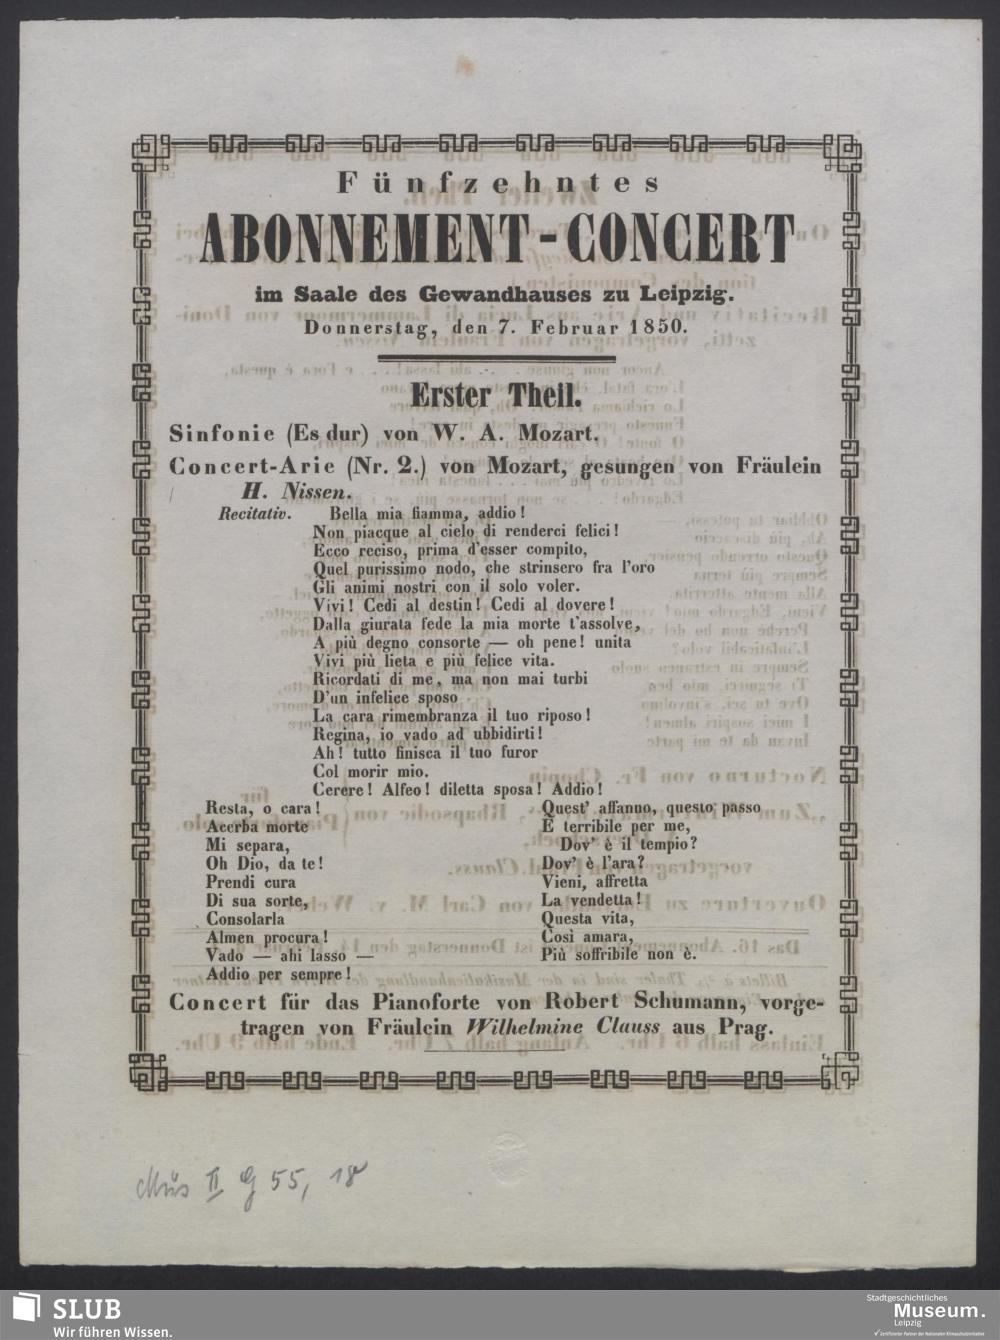 Fünfzehntes
ABONNEMENT-CONCERT
im Saale des Gewandhauses zu Leipzig.
Donnerstag, den 7. Februar 1850.
Erster Theil.
Sinfonie (Es dur) von W. A. Mozart.
Concert-Arie (Nr. 2.) von Mozart, gesungen von Fräulein
H. Nissen.
Recitativ. Bella mia fiamma, addio!
Non piacque al cielo di renderci felici!
Ecco reciso, prima d'esser compito,
Quel purissimo nodo, che strinsero fra l'oro
Gli animi nostri con il solo voler.
Vivi! Cedi al destin! Cedi al dovere!
Dalla giurata fede la mia morte t'assolve,
A più degno consorte — oh pene! unita
Vivi più lieta e più felice vita.
Ricordati di me, ma non mai turbi
D'un infelice sposo
La cara rimembranza il tuo riposo!
Regina, io vado ad ubbidirti!
Ah! tutto finisca il tuo furor
Col morir mio.
Cerere! Alfeo! diletta sposa! Addio!
Resta, o cara!
Acerba morte
Mi separa,
Oh Dio, da te!
Prendi cura
Di sua sorte,
Consolarla
Almen procura!
Vado — ahi lasso —
Addio per sempre!
Quest' affanno, questo passo
E terribile per me,
Dov' è il tempio?
Dov' è l'ara?
Vieni, affretta
La vendetta!
Questa vita,
Così amara,
Più soffribile non è.
Concert für das Pianoforte von Robert Schumann, vorge-
tragen von Fräulein Wilhelmine Clauss aus Prag.
Mus II G 55, 18
SLUB
Wir führen Wissen.
Stadtgeschichtliches
Museum.
Leipzig